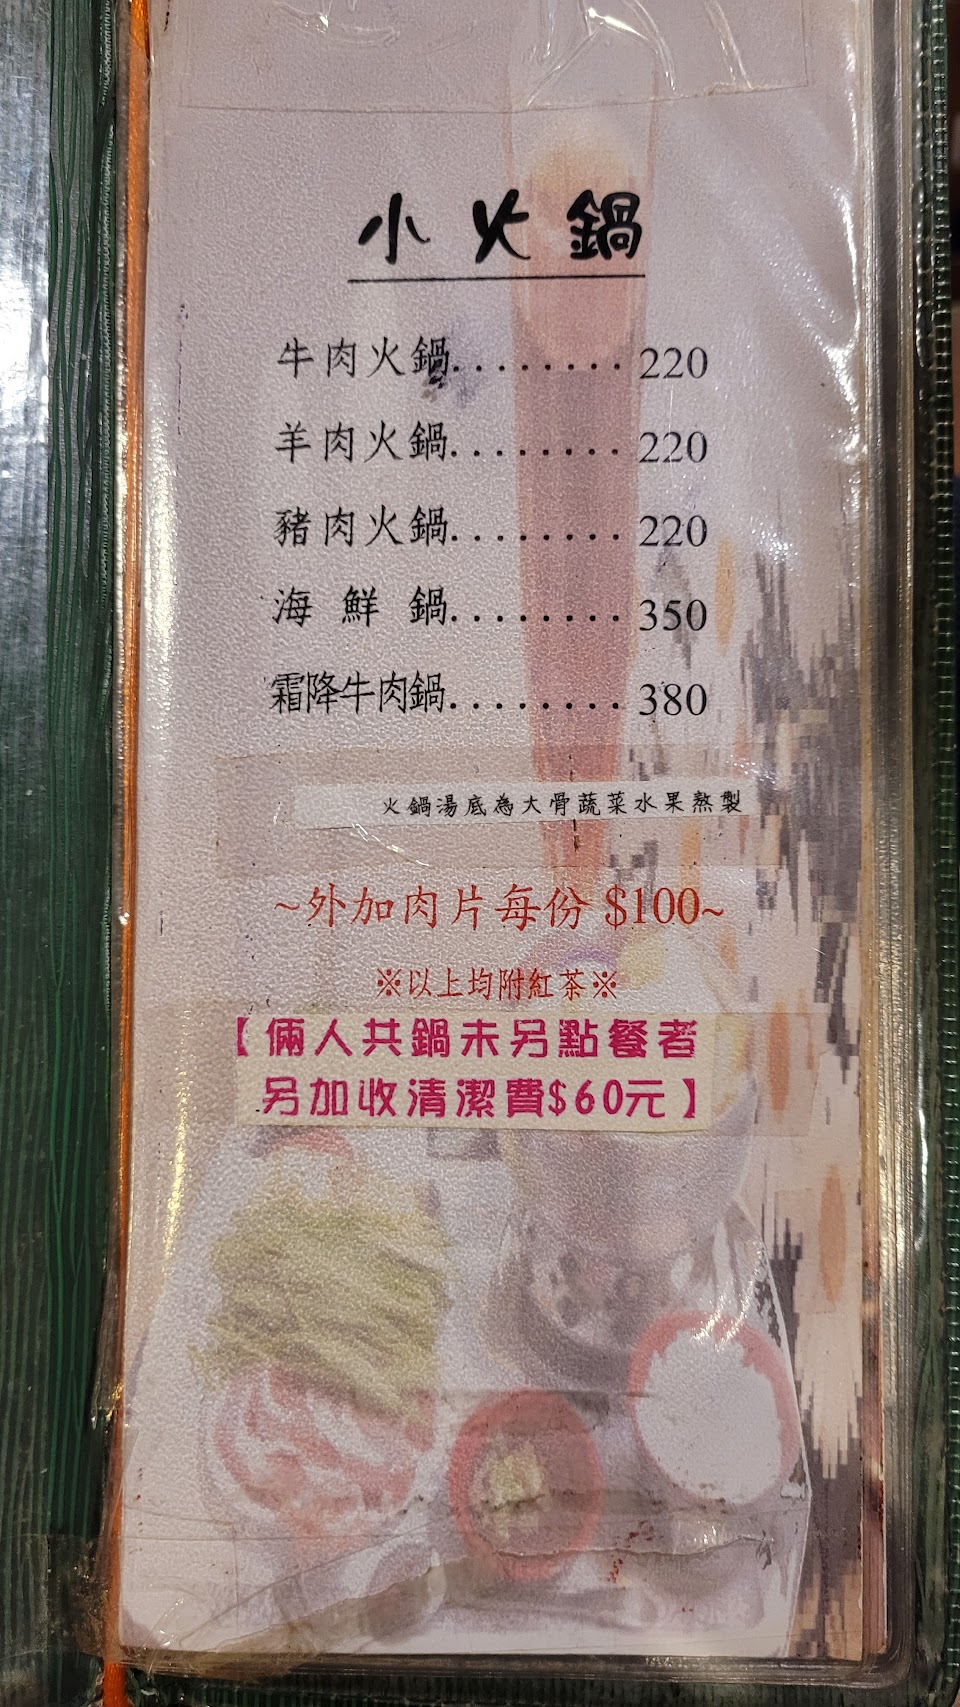 小火鍋
牛肉火鍋........220
羊肉火鍋........220
豬肉火鍋........220
海鮮鍋........350
霜降牛肉鍋........380
火鍋湯底為大骨蔬菜水果熬製
~外加肉片每份 $100~
※以上均附紅茶※
【倆人共鍋未另點餐者
另加收清潔費$60元】